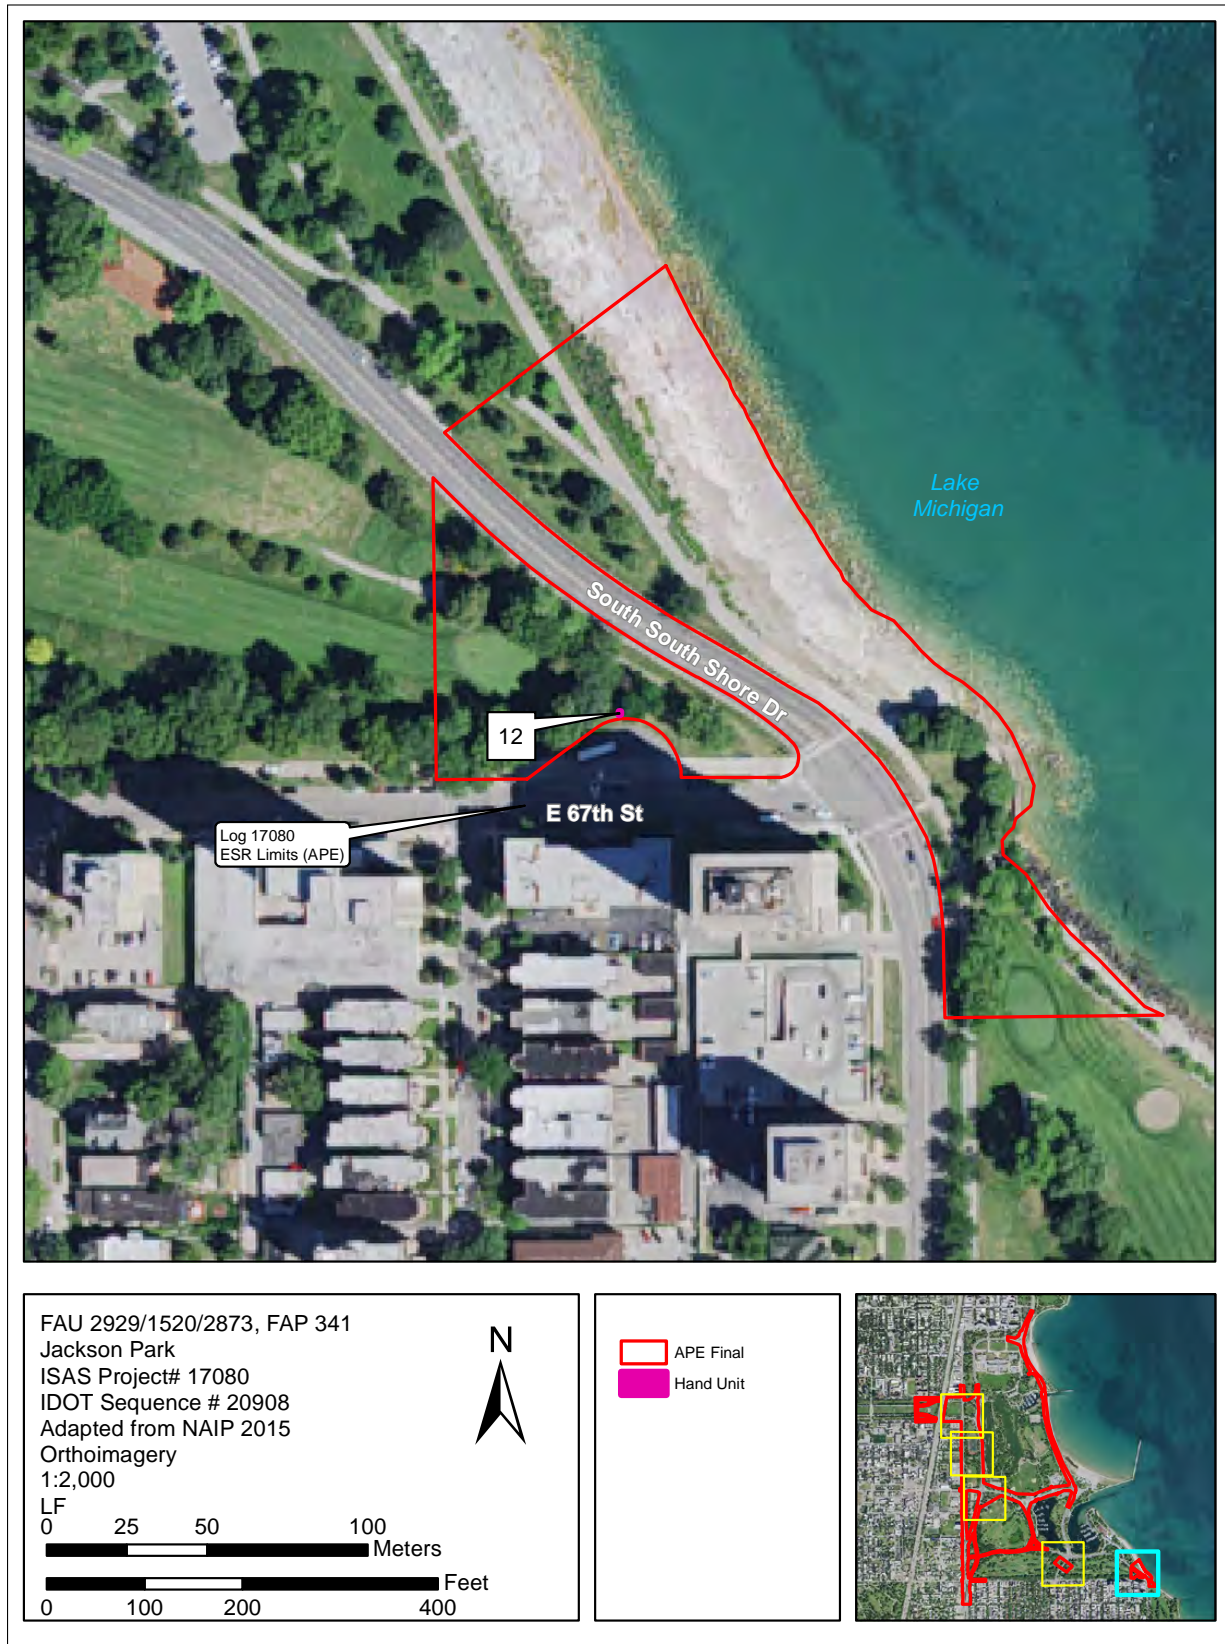 Lake
Michigan
South South Shore Dr
12
E 67th St
Log 17080
ESR Limits (APE)
FAU 2929/1520/2873, FAP 341
Jackson Park
ISAS Project# 17080
IDOT Sequence # 20908
Adapted from NAIP 2015
Orthoimagery
1:2,000
LF
N
0 25 50 100
Meters
Feet
0 100 200 400
APE Final
Hand Unit